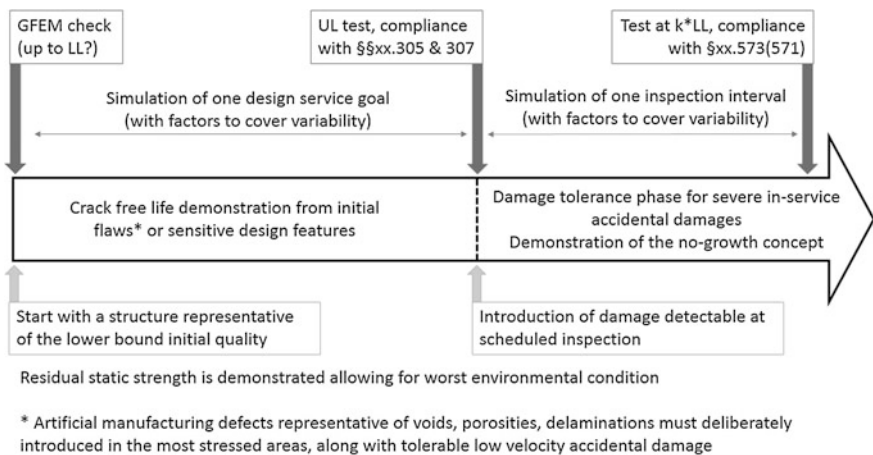 GFEM check
(up to LL?)
UL test, compliance
with §§xx.305 & 307
Test at k*LL, compliance
with §xx.573(571)
Simulation of one design service goal
(with factors to cover variability)
Simulation of one inspection interval
(with factors to cover variability)
Crack free life demonstration from initial
flaws* or sensitive design features
Damage tolerance phase for severe in-service
accidental damages
Demonstration of the no-growth concept
Start with a structure representative
of the lower bound initial quality
Introduction of damage detectable at
scheduled inspection
Residual static strength is demonstrated allowing for worst environmental condition
* Artificial manufacturing defects representative of voids, porosities, delaminations must deliberately
introduced in the most stressed areas, along with tolerable low velocity accidental damage